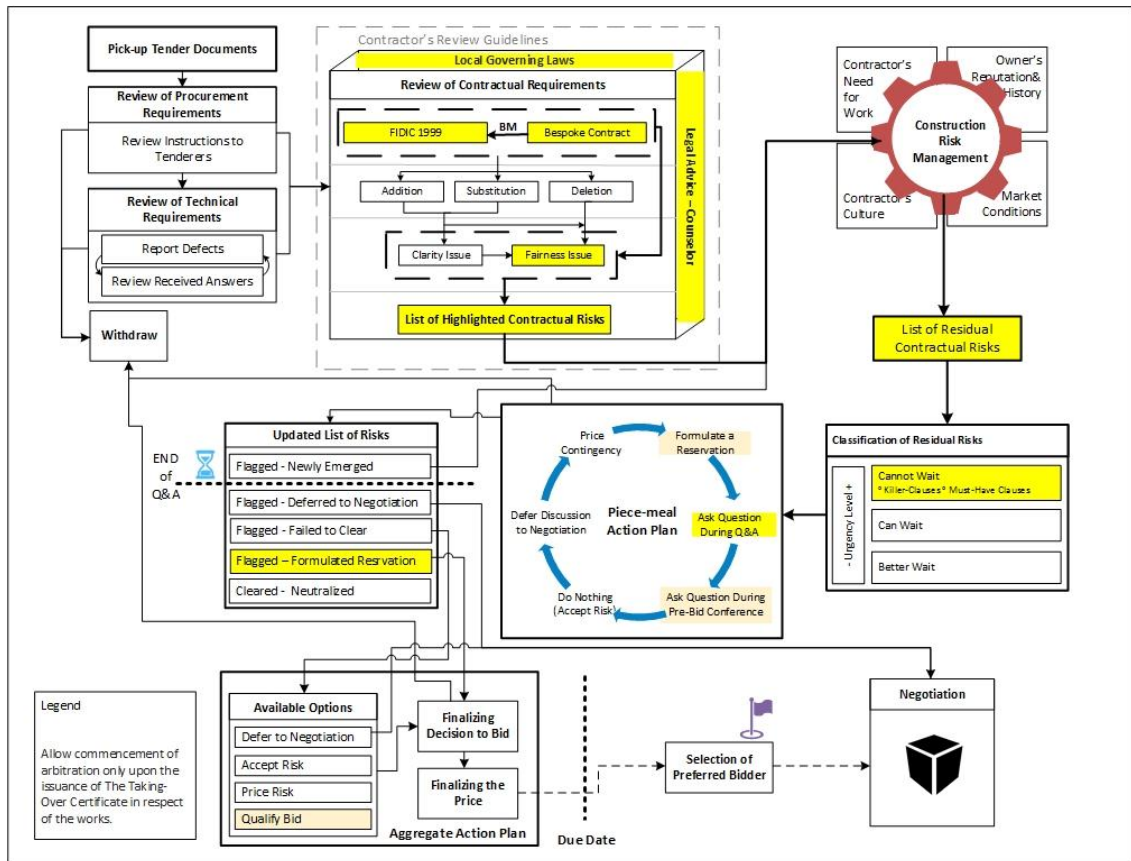 Pick-up Tender Documents
Review of Procurement
Requirements
Review Instructions to
Tenderers
Review of Technical
Requirements
Report Defects
Review Received Answers
Withdraw
Contractor's Review Guidelines
Local Governing Laws
Review of Contractual Requirements
FIDIC 1999
BM
Bespoke Contract
Addition
Substitution
Deletion
Clarity Issue
Fairness Issue
List of Highlighted Contractual Risks
Legal Advice – Counselor
Contractor's
Need
for
Work
Owner's
Reputation&
History
Construction
Risk
Management
Contractor's
Culture
Market
Conditions
List of Residual
Contractual Risks
Classification of Residual Risks
- Urgency Level +
Cannot Wait
* Killer-Clauses * Must-Have Clauses
Can Wait
Better Wait
Piece-meal
Action Plan
Price
Contingency
Formulate a
Reservation
Ask Question
During Q&A
Ask Question During
Pre-Bid Conference
Do Nothing
(Accept Risk)
Defer Discussion
to Negotiation
END
of
Q&A
Updated List of Risks
Flagged - Newly Emerged
Flagged - Deferred to Negotiation
Flagged - Failed to Clear
Flagged – Formulated Resrvation
Cleared - Neutralized
Legend
Allow commencement of
arbitration only upon the
issuance of The Taking-
Over Certificate in respect
of the works.
Available Options
Defer to Negotiation
Accept Risk
Price Risk
Qualify Bid
Finalizing
Decision to Bid
Finalizing the
Price
Aggregate Action Plan
Due Date
Selection of
Preferred Bidder
Negotiation